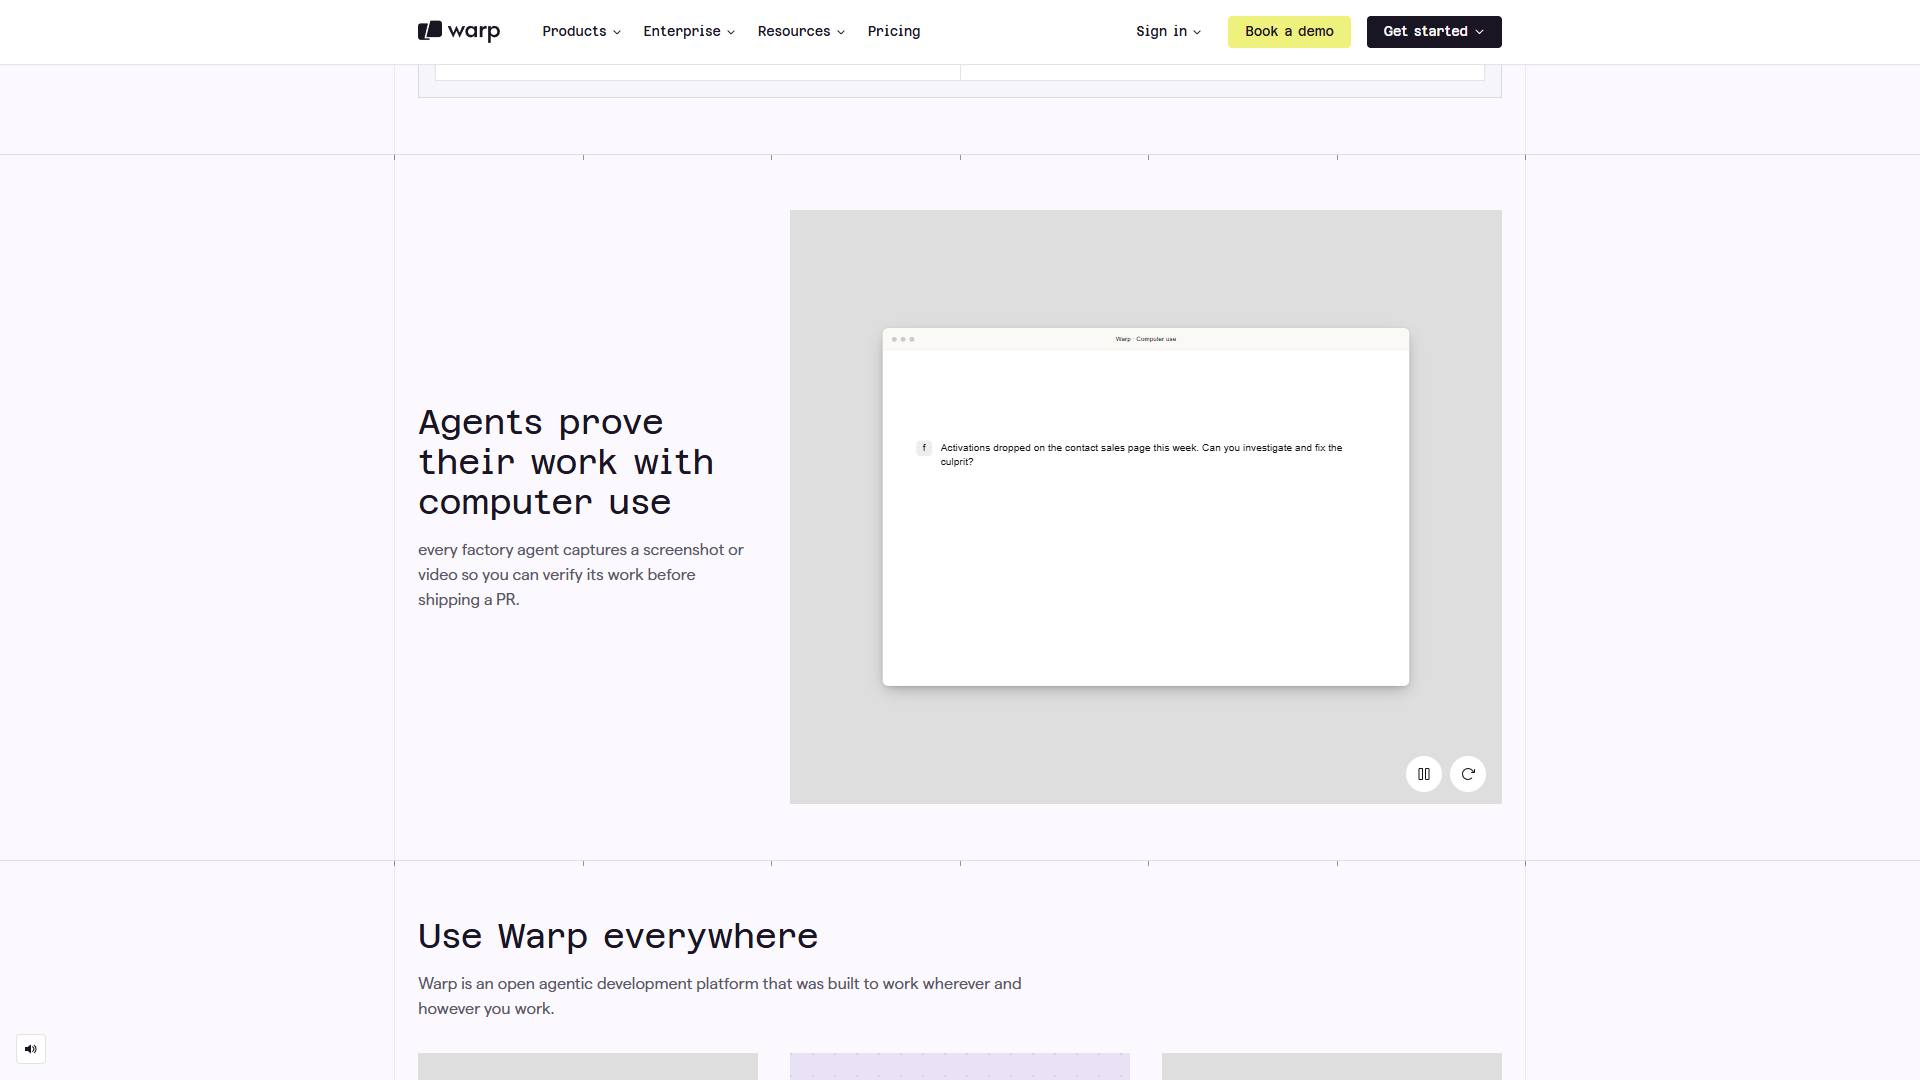 warp
Products
Enterprise
Resources
Pricing
Sign in
Book a demo
Get started
Agents prove
their work with
computer use
every factory agent captures a screenshot or
video so you can verify its work before
shipping a PR.
Warp · Computer use
f
Activations dropped on the contact sales page this week. Can you investigate and fix the
culprit?
Use Warp everywhere
Warp is an open agentic development platform that was built to work wherever and
however you work.